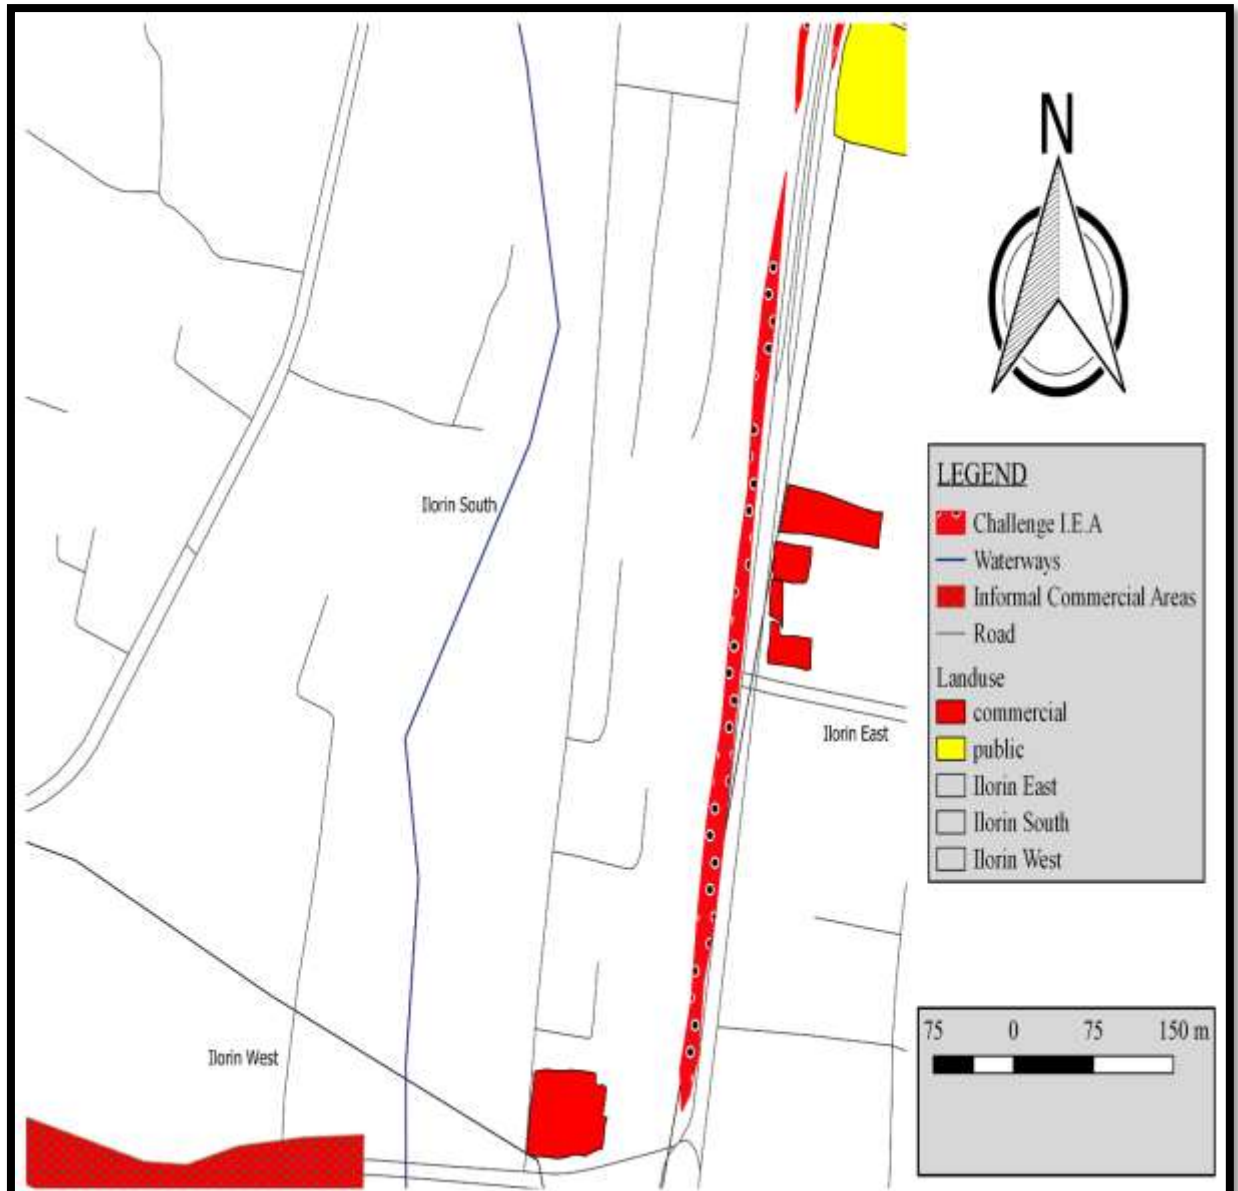 N
Ilorin South
Ilorin East
Ilorin West
LEGEND
Challenge I.E.A
Waterways
Informal Commercial Areas
Road
Landuse
commercial
public
Ilorin East
Ilorin South
Ilorin West
75 0 75 150 m